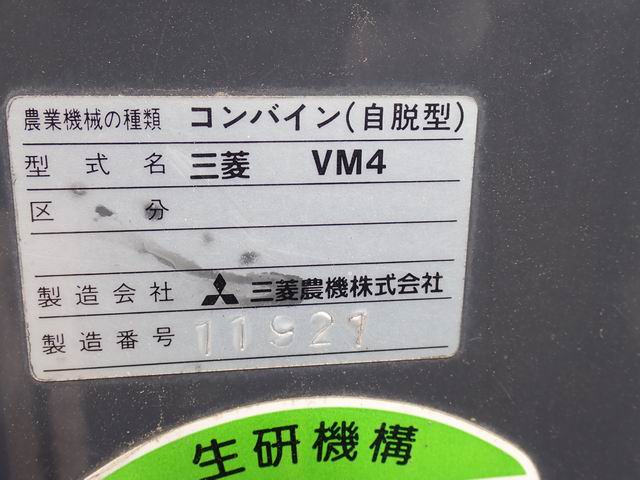 農業機械の種類 コンバイン(自脱型)
型式名 三菱 VM4
区分
製造会社 三菱農機株式会社
製造番号 11921
生研機構